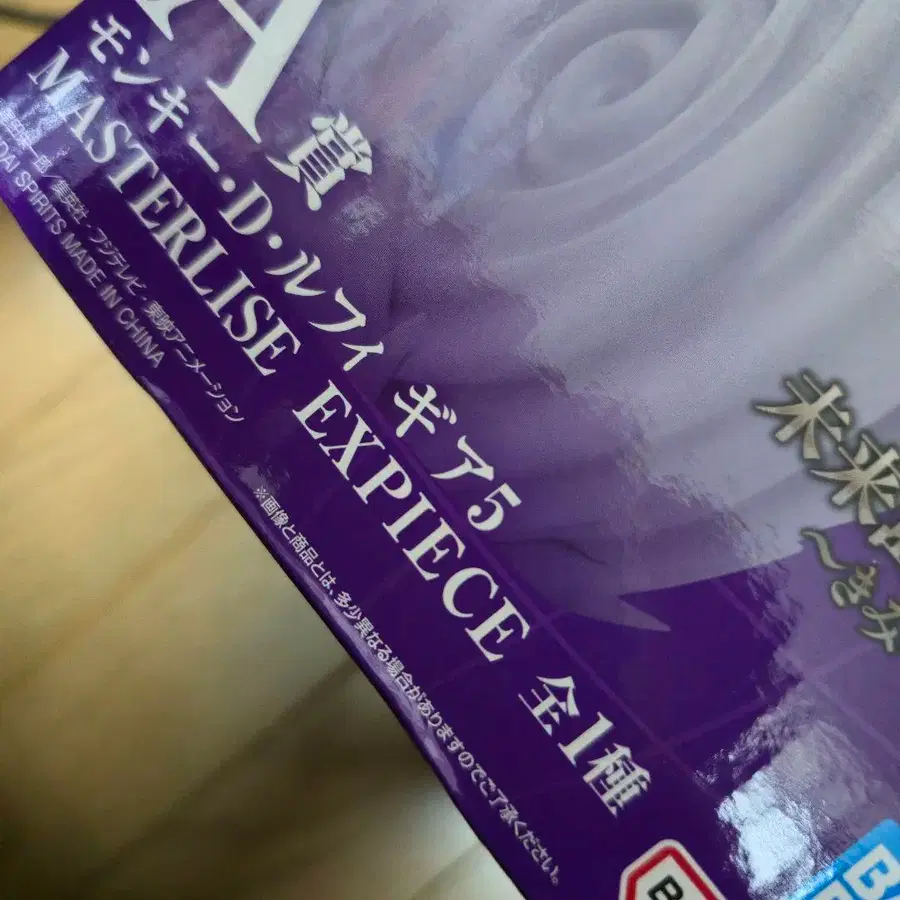 A賞
モンキー・D・ルフィ ギア5
MASTERLISE EXPIECE 全1種
郎/集英社・フジテレビ・東映アニメーション
DAI SPIRITS MADE IN CHINA
※画像と商品とは、多少異なる場合がありますのでご了承ください。
未来
〜きみ
B
B